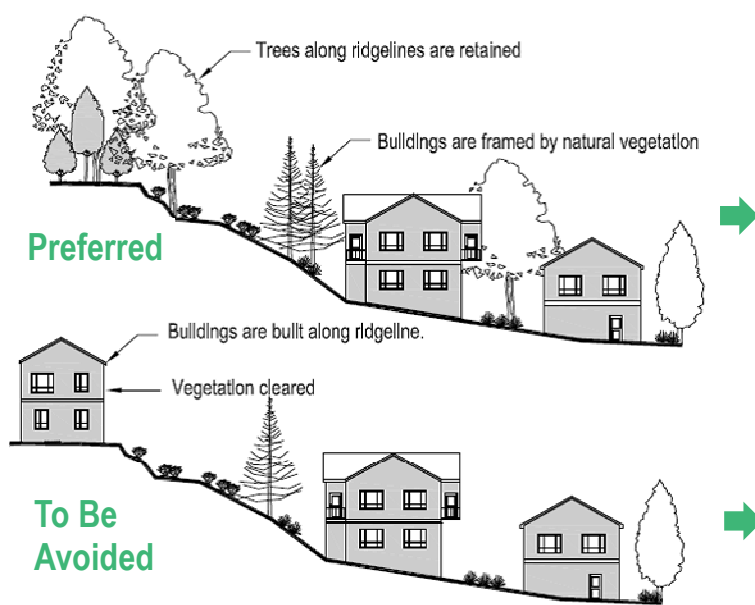 Trees along ridgelines are retained
Buildings are framed by natural vegetation
Preferred
Buildings are built along ridgeline.
Vegetation cleared
To Be
Avoided